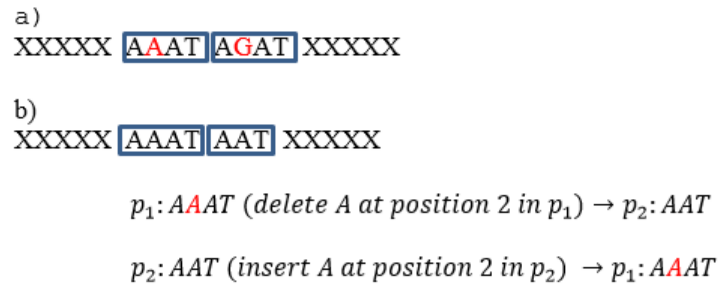 a)
XXXXX AAAT AGAT XXXXX
b)
XXXXX AAAT AAT XXXXX
p₁: AAAT (delete A at position 2 in p₁) → p₂: AAT
p₂: AAT (insert A at position 2 in p₂) → p₁: AAAT